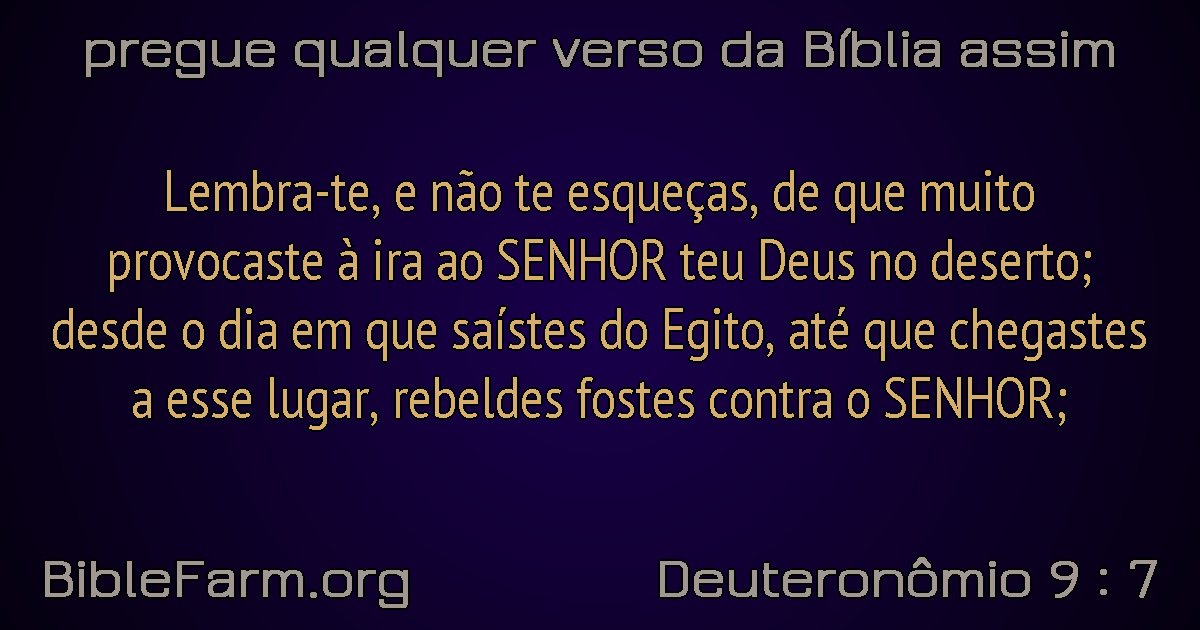 pregue qualquer verso da Bíblia assim
Lembra-te, e não te esqueças, de que muito
provocaste à ira ao SENHOR teu Deus no deserto;
desde o dia em que saístes do Egito, até que chegastes
a esse lugar, rebeldes fostes contra o SENHOR;
BibleFarm.org
Deuteronômio 9 : 7